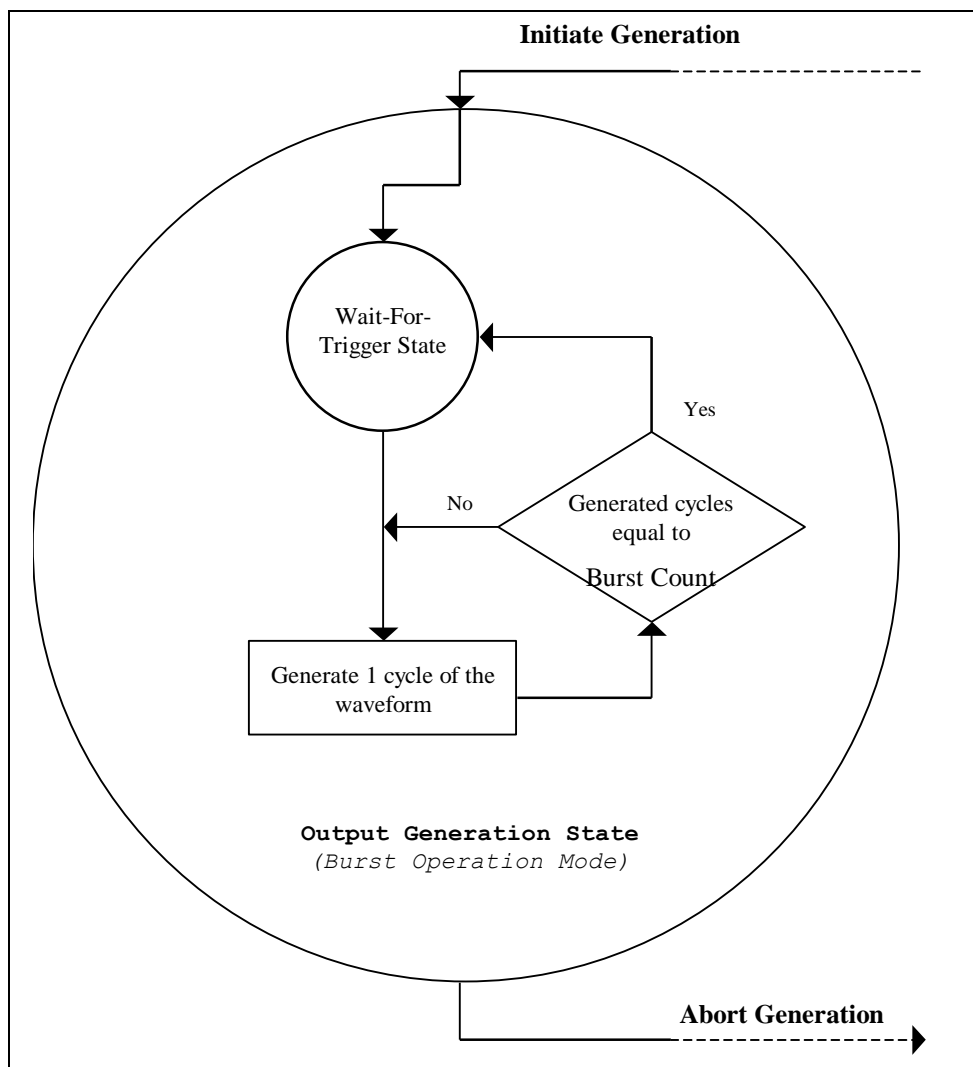 Initiate Generation
Wait-For-
Trigger State
Yes
No
Generated cycles
equal to
Burst Count
Generate 1 cycle of the
waveform
Output Generation State
(Burst Operation Mode)
Abort Generation